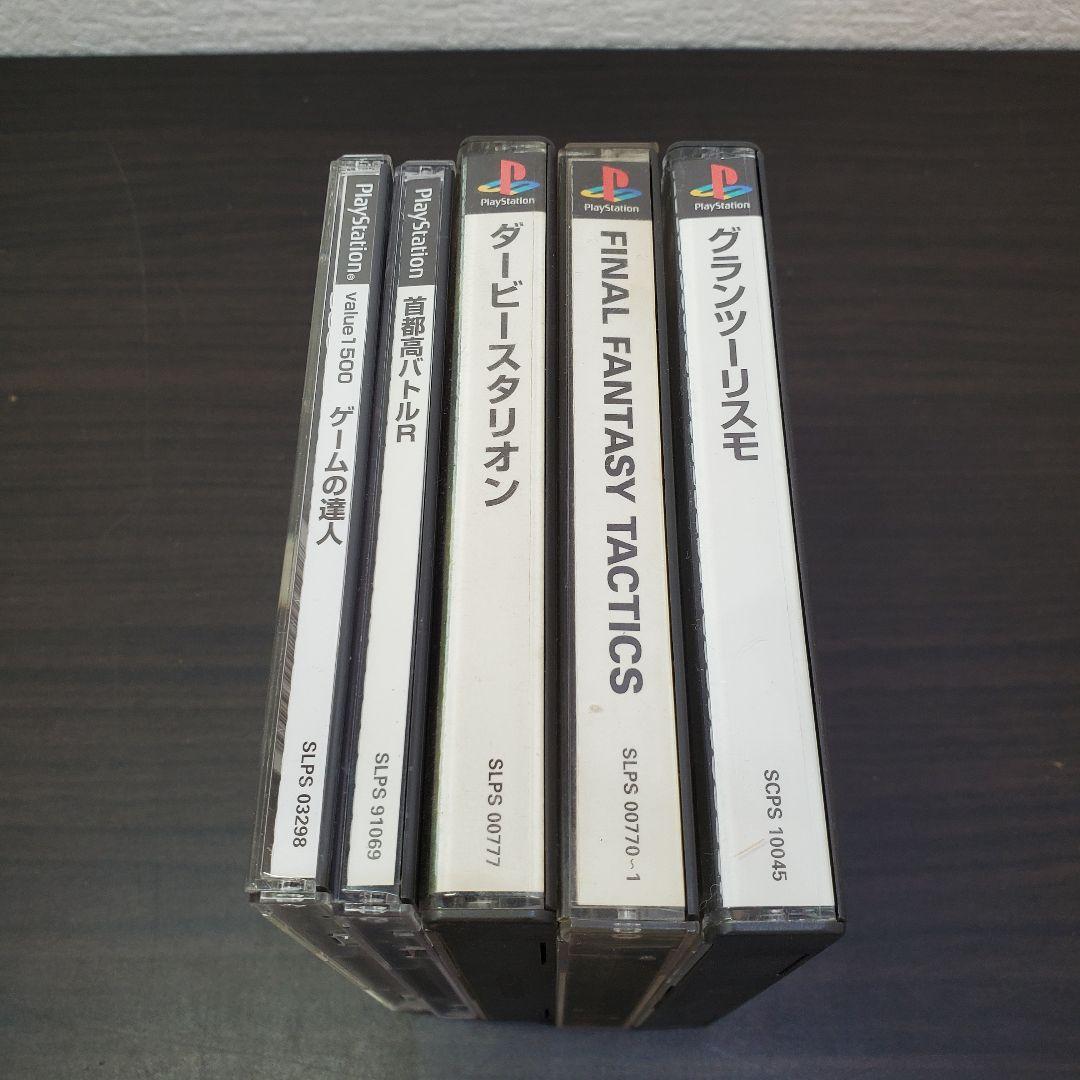 PlayStation® value1500 ゲームの達人 SLPS 03298
PlayStation 首都高バトルR SLPS 91069
PlayStation
ダービースタリオン
SLPS 00777
PlayStation
FINAL FANTASY TACTICS
SLPS 00770~1
PlayStation
グランツーリスモ
SCPS 10045